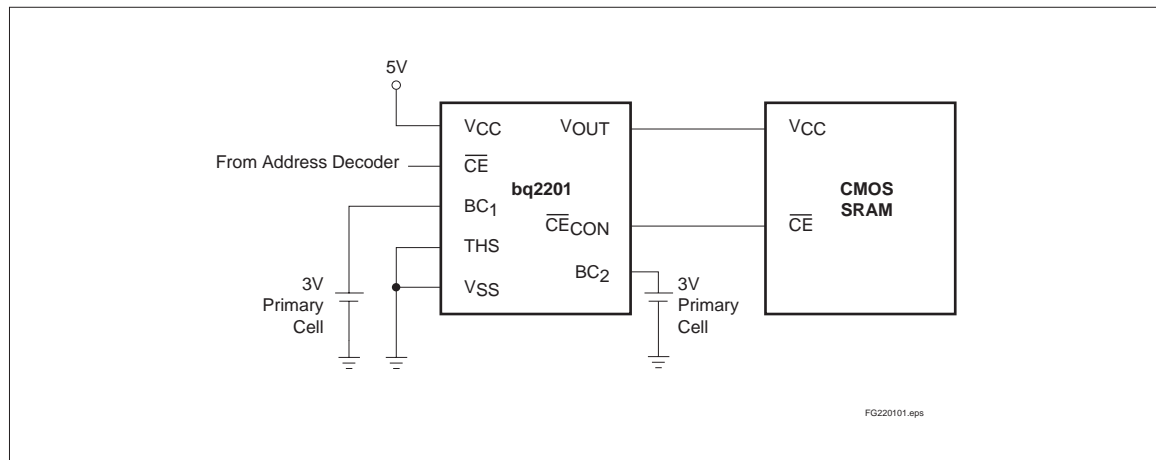 5V
VCC
VOUT
VCC
From Address Decoder
CE
bq2201
CMOS
SRAM
BC1
CECON
CE
THS
BC2
3V
Primary
Cell
VSS
3V
Primary
Cell
FG220101.eps